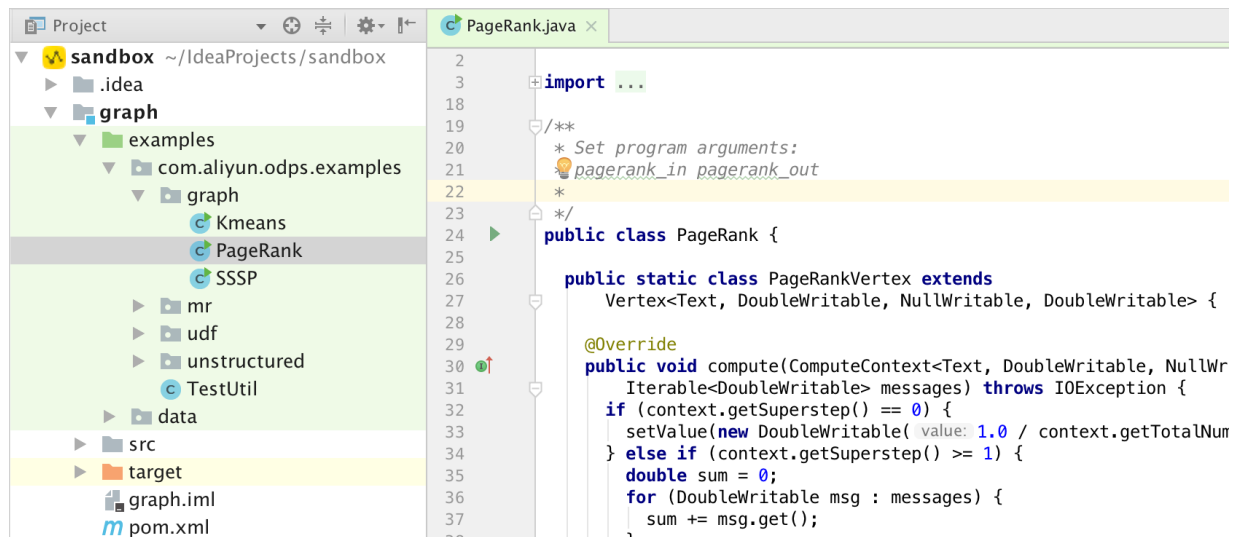 Project
sandbox ~/IdeaProjects/sandbox
.idea
graph
examples
com.aliyun.odps.examples
graph
Kmeans
PageRank
SSSP
mr
udf
unstructured
TestUtil
data
src
target
graph.iml
pom.xml
PageRank.java
2
3 import ...
18
19 /**
20 * Set program arguments:
21 * pagerank_in pagerank_out
22 *
23 */
24 public class PageRank {
25
26 public static class PageRankVertex extends
27 Vertex<Text, DoubleWritable, NullWritable, DoubleWritable> {
28
29 @Override
30 public void compute(ComputeContext<Text, DoubleWritable, NullWr
31 Iterable<DoubleWritable> messages) throws IOException {
32 if (context.getSuperstep() == 0) {
33 setValue(new DoubleWritable( value: 1.0 / context.getTotalNum
34 } else if (context.getSuperstep() >= 1) {
35 double sum = 0;
36 for (DoubleWritable msg : messages) {
37 sum += msg.get();